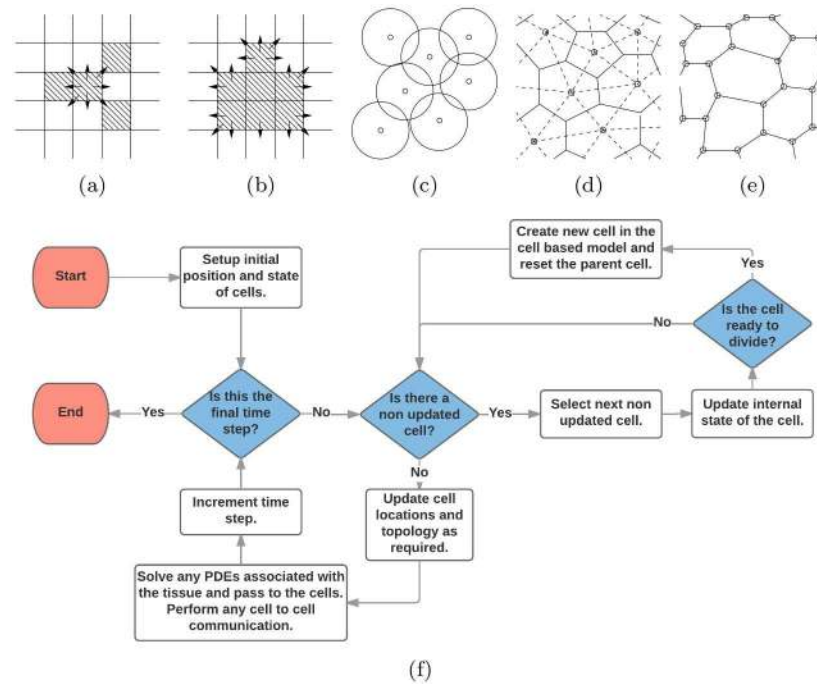 (a)
(b)
(c)
(d)
(e)
Start
Setup initial
position and state
of cells.
Create new cell in the
cell based model and
reset the parent cell.
Yes
No
Is the cell
ready to
divide?
End
Yes
Is this the
final time
step?
No
Is there a
non updated
cell?
Yes
Select next non
updated cell.
Update internal
state of the cell.
No
Increment time
step.
Update cell
locations and
topology as
required.
Solve any PDEs associated with
the tissue and pass to the cells.
Perform any cell to cell
communication.
(f)